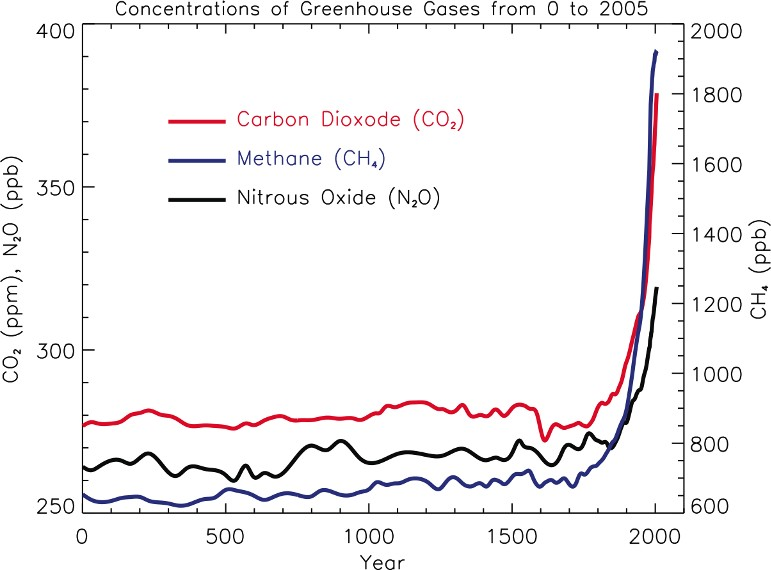 Concentrations of Greenhouse Gases from 0 to 2005
400
350
300
250
CO₂ (ppm), N₂O (ppb)
Carbon Dioxode (CO₂)
Methane (CH₄)
Nitrous Oxide (N₂O)
2000
1800
1600
1400
1200
1000
800
600
CH₄ (ppb)
0 500 1000 1500 2000
Year